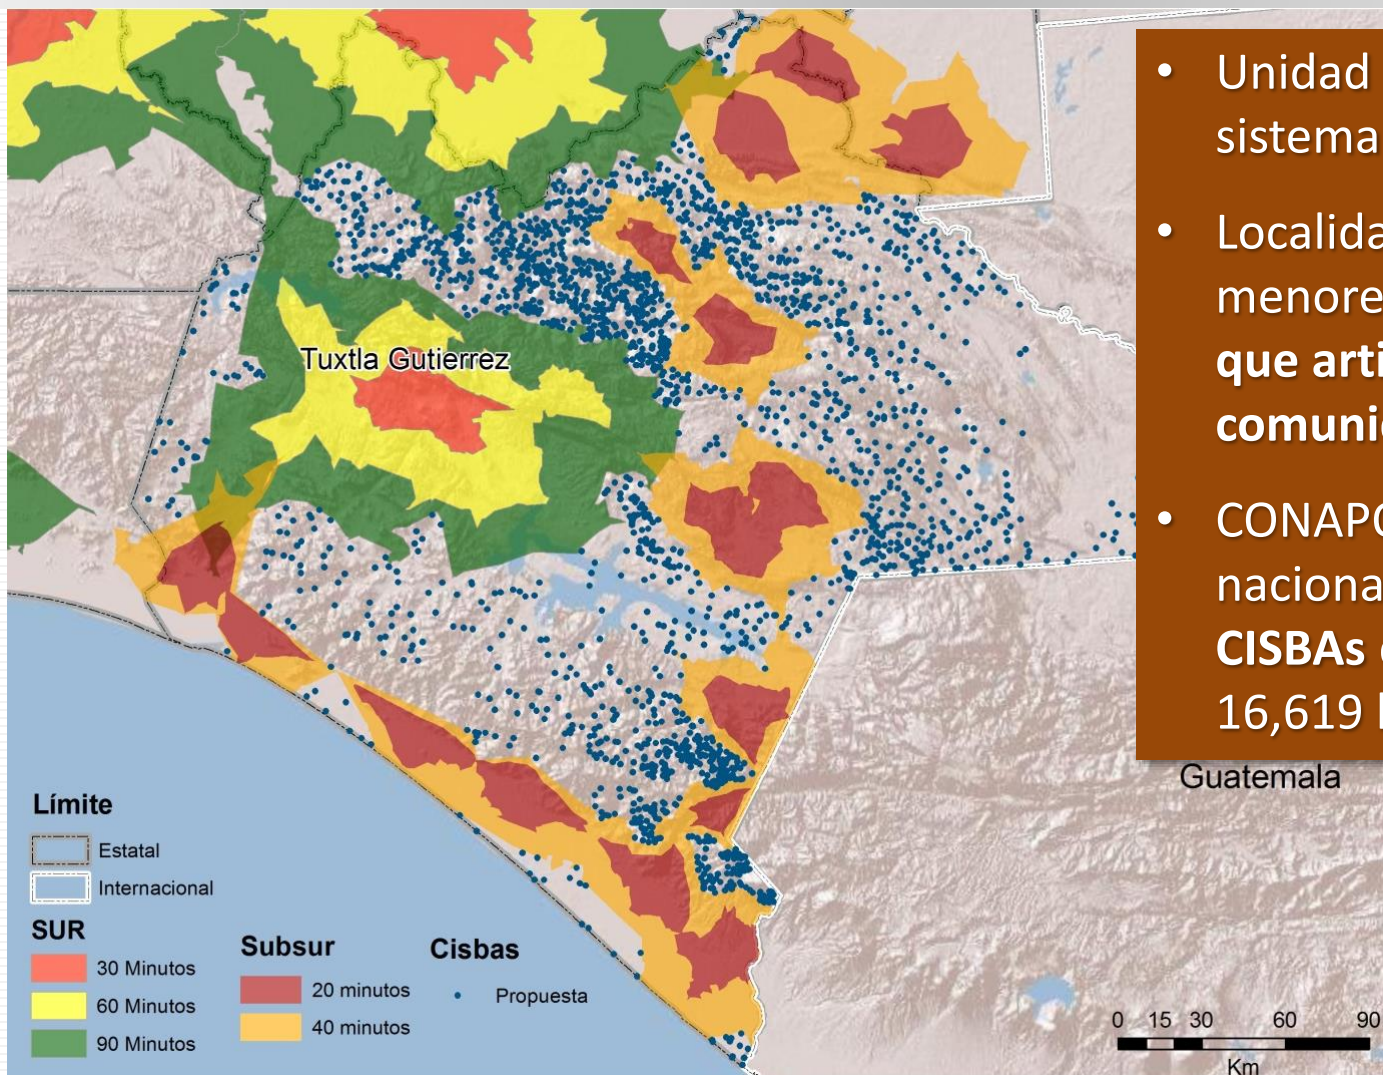 • Unidad
sistema
• Localida
menore
que arti
comuni
• CONAPO
naciona
CISBAs
16,619
Tuxtla Gutierrez
Guatemala
Límite
Estatal
Internacional
SUR
30 Minutos
60 Minutos
90 Minutos
Subsur
20 minutos
40 minutos
Cisbas
Propuesta
0 15 30 60 90
Km